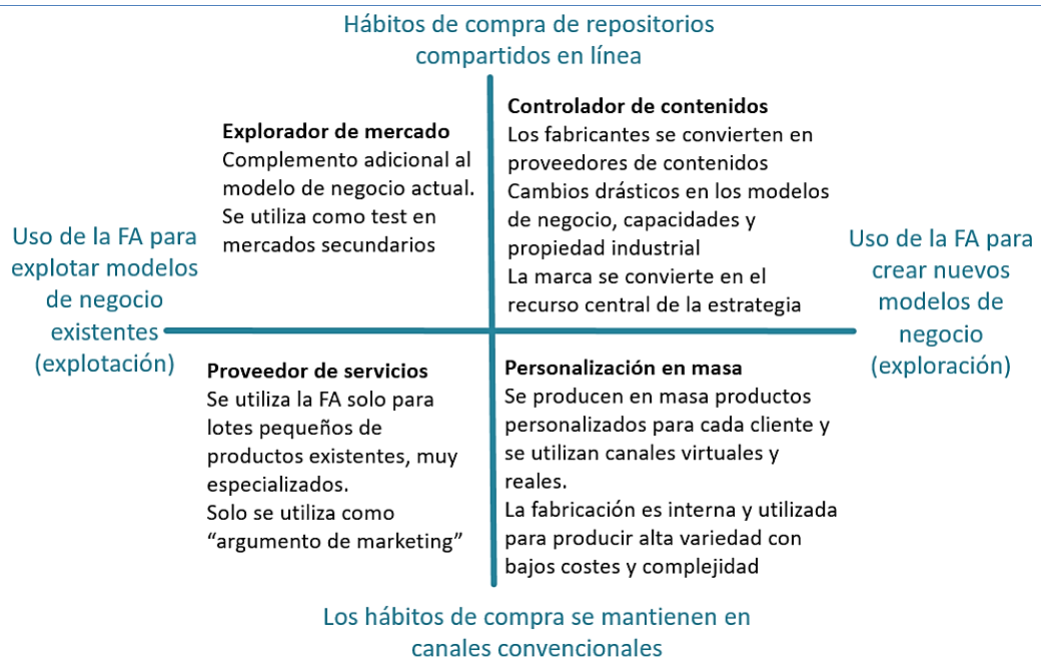 Hábitos de compra de repositorios
compartidos en línea
Explorador de mercado
Complemento adicional al
modelo de negocio actual.
Se utiliza como test en
mercados secundarios
Controlador de contenidos
Los fabricantes se convierten en
proveedores de contenidos
Cambios drásticos en los modelos
de negocio, capacidades y
propiedad industrial
La marca se convierte en el
recurso central de la estrategia
Uso de la FA para
explotar modelos
de negocio
existentes
(explotación)
Uso de la FA para
crear nuevos
modelos de
negocio
(exploración)
Proveedor de servicios
Se utiliza la FA solo para
lotes pequeños de
productos existentes, muy
especializados.
Solo se utiliza como
“argumento de marketing”
Personalización en masa
Se producen en masa productos
personalizados para cada cliente y
se utilizan canales virtuales y
reales.
La fabricación es interna y utilizada
para producir alta variedad con
bajos costes y complejidad
Los hábitos de compra se mantienen en
canales convencionales